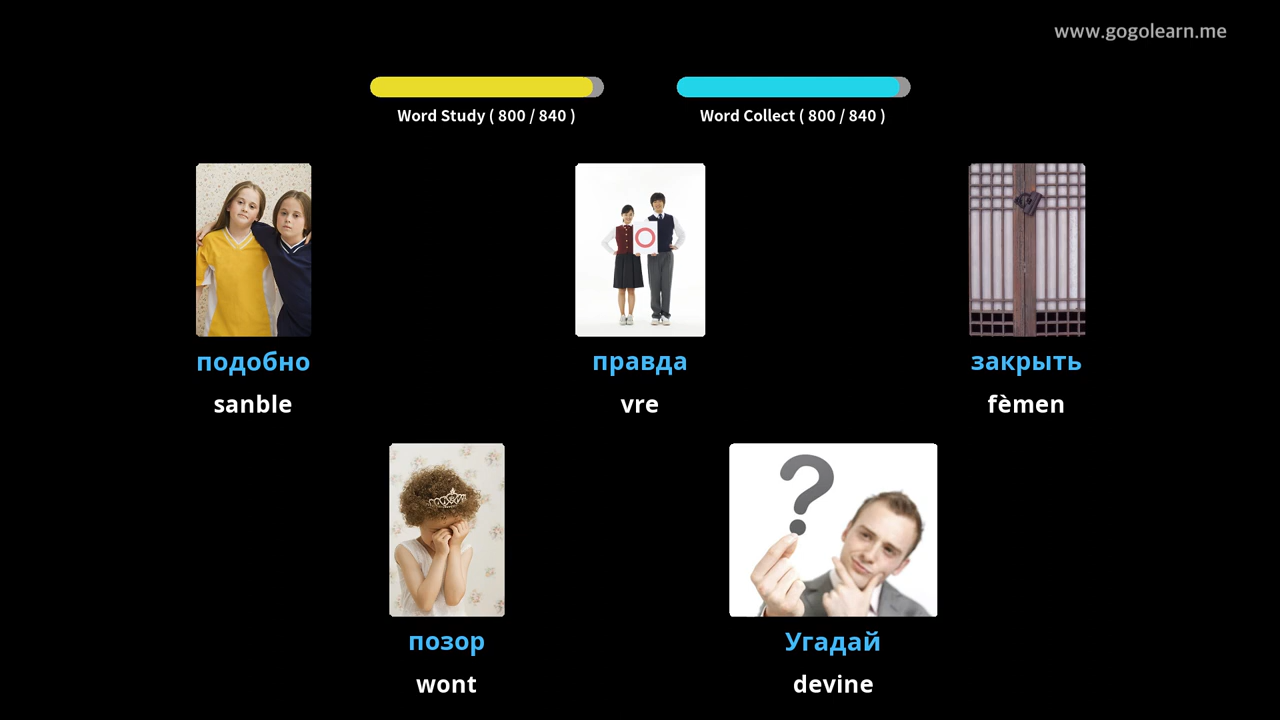 www.gogolearn.me
Word Study ( 800 / 840 )
Word Collect ( 800 / 840 )
подобно
правда
закрыть
sanble
vre
fèmen
позор
Угадай
wont
devine